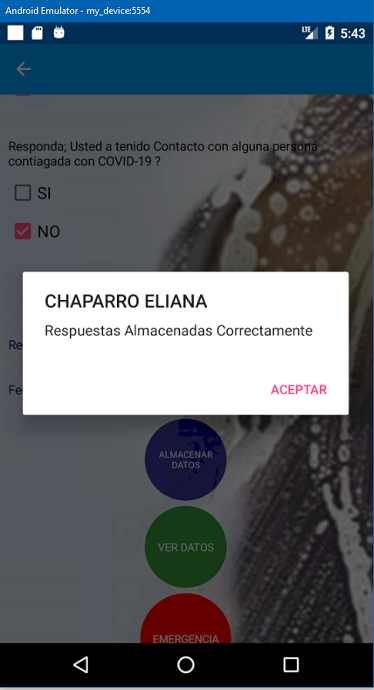 Android Emulator - my_device:5554
LTE
5:43
Responda; Usted a tenido Contacto con alguna persona
contiagada con COVID-19 ?
SI
NO
CHAPARRO ELIANA
Respuestas Almacenadas Correctamente
Re
Fe
ACEPTAR
ALMACENAR
DATOS
VER DATOS
EMERGENCIA